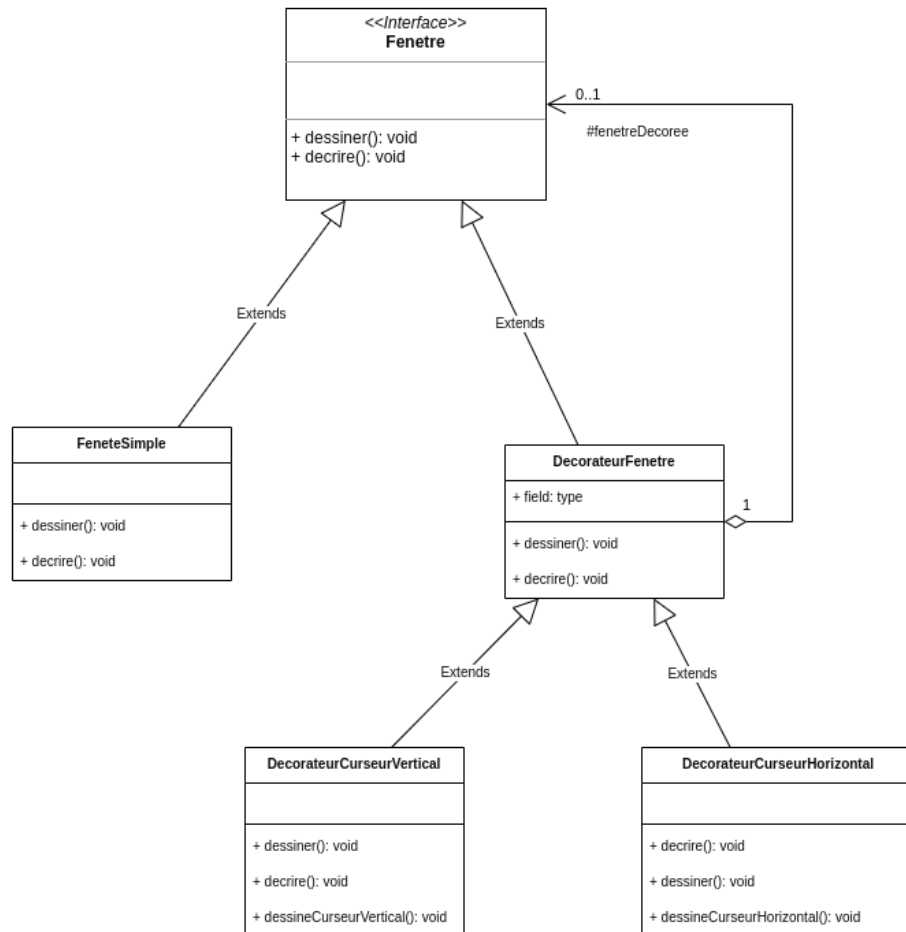 <<Interface>>
Fenetre
+ dessiner(): void
+ decrire(): void
0..1
#fenetreDecoree
Extends
Extends
FeneteSimple
+ dessiner(): void
+ decrire(): void
DecorateurFenetre
+ field: type
1
+ dessiner(): void
+ decrire(): void
Extends
Extends
DecorateurCurseurVertical
+ dessiner(): void
+ decrire(): void
+ dessineCurseurVertical(): void
DecorateurCurseurHorizontal
+ decrire(): void
+ dessiner(): void
+ dessineCurseurHorizontal(): void